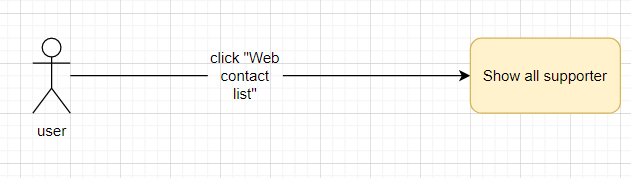 click "Web
contact
list"
Show all supporter
user